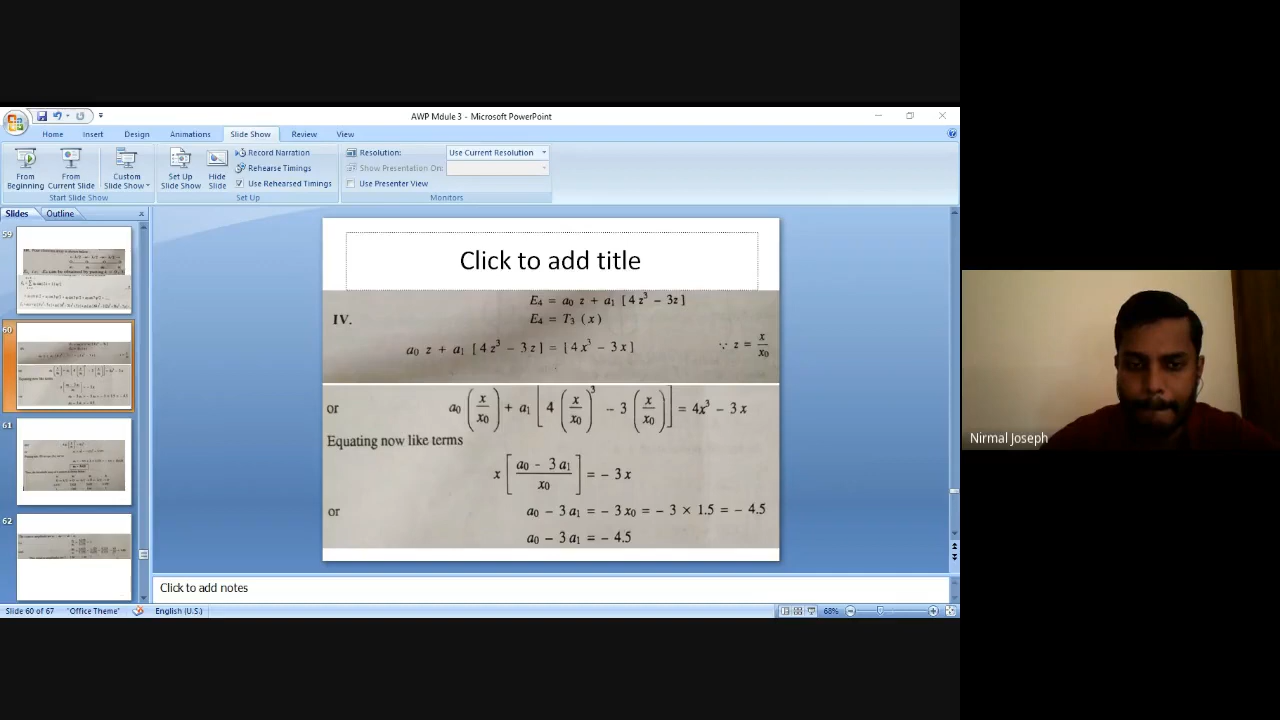 AWP Mdule 3 - Microsoft PowerPoint
Home Insert Design Animations Slide Show Review View
From Beginning
From Current Slide
Custom Slide Show
Start Slide Show
Set Up Slide Show
Hide Slide
Record Narration
Rehearse Timings
Use Rehearsed Timings
Set Up
Resolution: Use Current Resolution
Show Presentation On:
Use Presenter View
Monitors
Slides Outline
59
60
61
62
Click to add title
E₄ = a₀ z + a₁ [ 4 z³ − 3z ]
IV. E₄ = T₃ (x)
a₀ z + a₁ [ 4 z³ − 3 z ] = [ 4 x³ − 3 x ] ∵ z = x/x₀
or a₀ (x/x₀) + a₁ [ 4 (x/x₀)³ − 3 (x/x₀) ] = 4x³ − 3 x
Equating now like terms
x [ (a₀ − 3 a₁)/x₀ ] = − 3 x
or a₀ − 3 a₁ = − 3 x₀ = − 3 × 1.5 = − 4.5
a₀ − 3 a₁ = − 4.5
Click to add notes
Slide 60 of 67 "Office Theme" English (U.S.) 68%
Nirmal Joseph